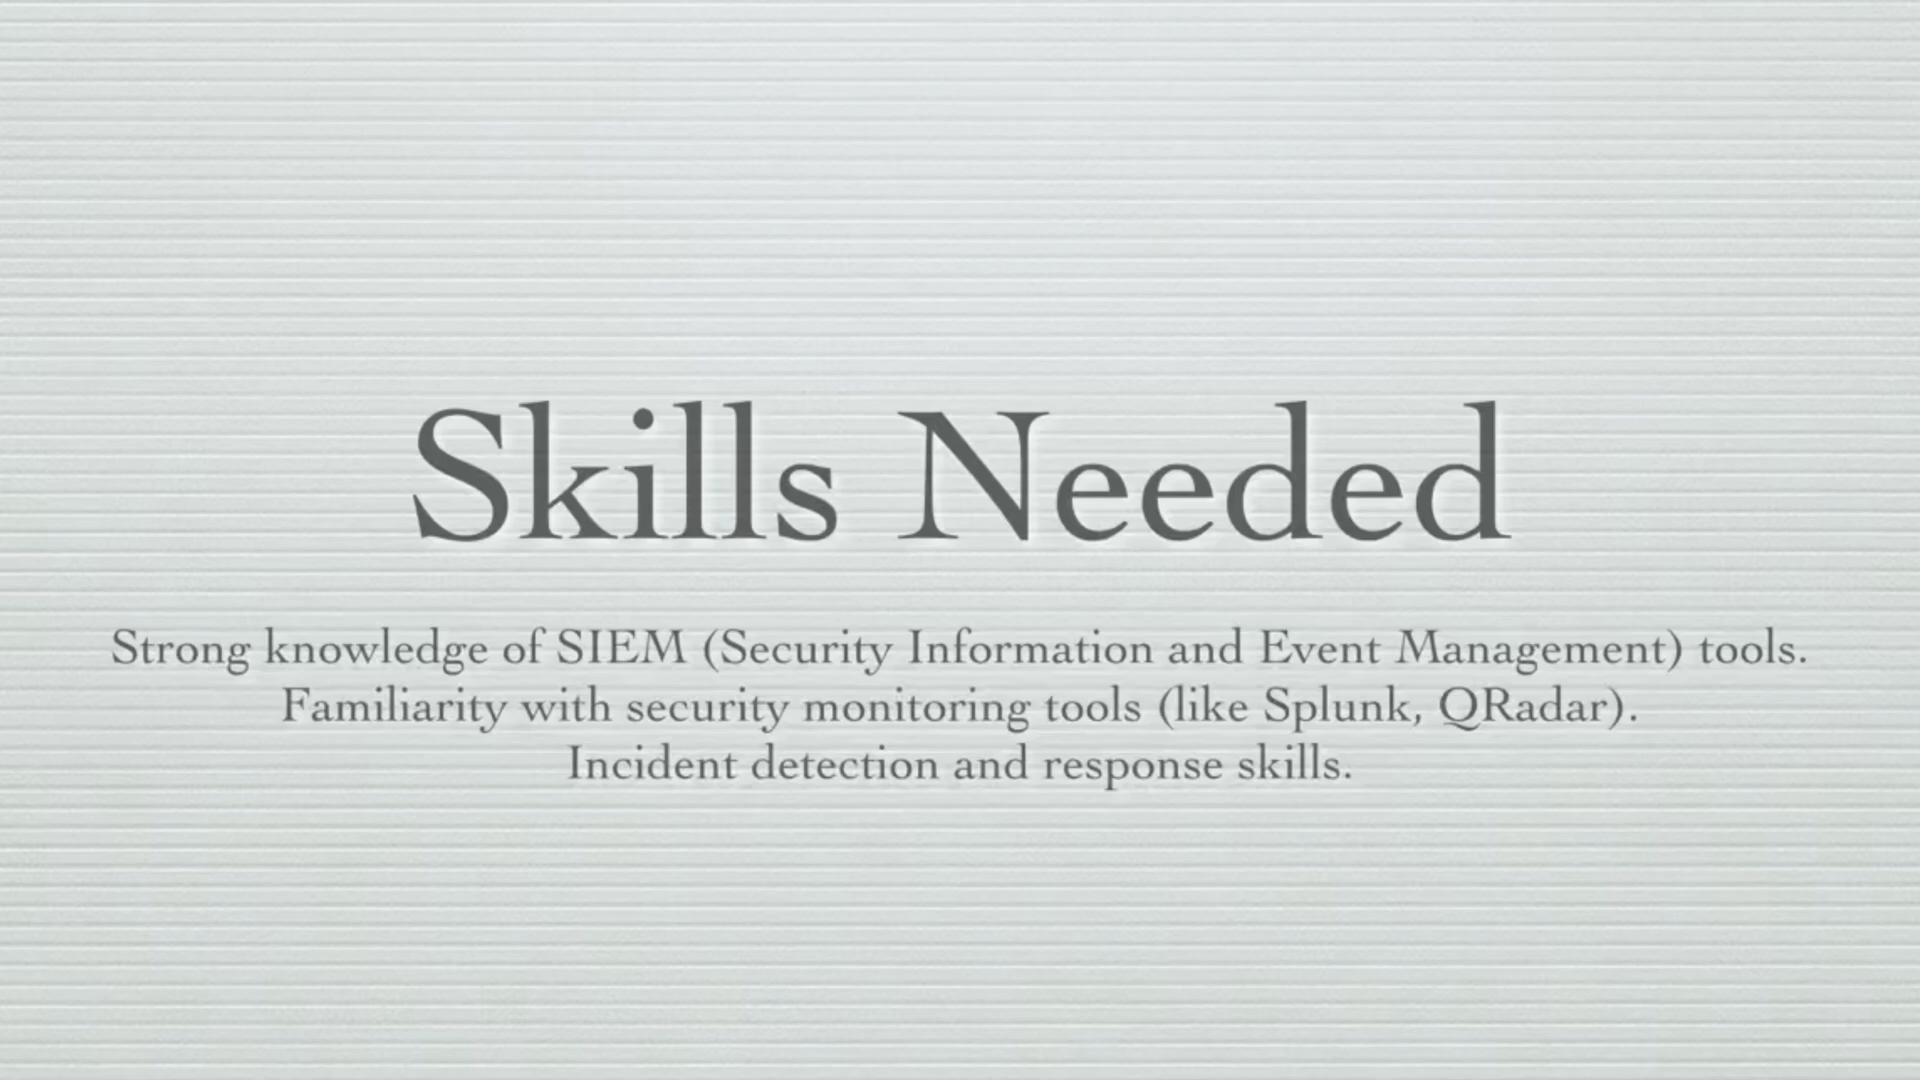 Skills Needed
Strong knowledge of SIEM (Security Information and Event Management) tools.
Familiarity with security monitoring tools (like Splunk, QRadar).
Incident detection and response skills.